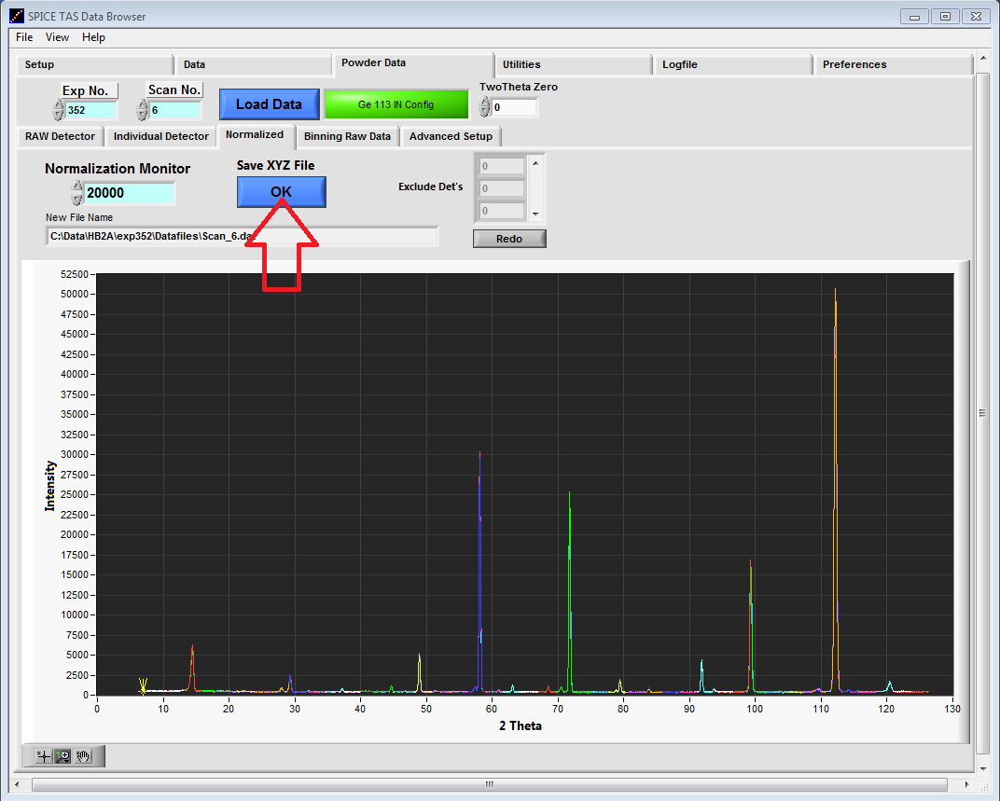 SPICE TAS Data Browser
File View Help
Setup Data Powder Data Utilities Logfile Preferences
Exp No. Scan No. TwoTheta Zero
352 6 Load Data Ge 113 IN Config 0
RAW Detector Individual Detector Normalized Binning Raw Data Advanced Setup
Normalization Monitor Save XYZ File
20000 OK Exclude Det's
0
0
0
New File Name
C:\Data\HB2A\exp352\Datafiles\Scan_6.da
Redo
52500
50000
47500
45000
42500
40000
37500
35000
32500
30000
27500
25000
22500
20000
17500
15000
12500
10000
7500
5000
2500
0
Intensity
0 10 20 30 40 50 60 70 80 90 100 110 120 130
2 Theta